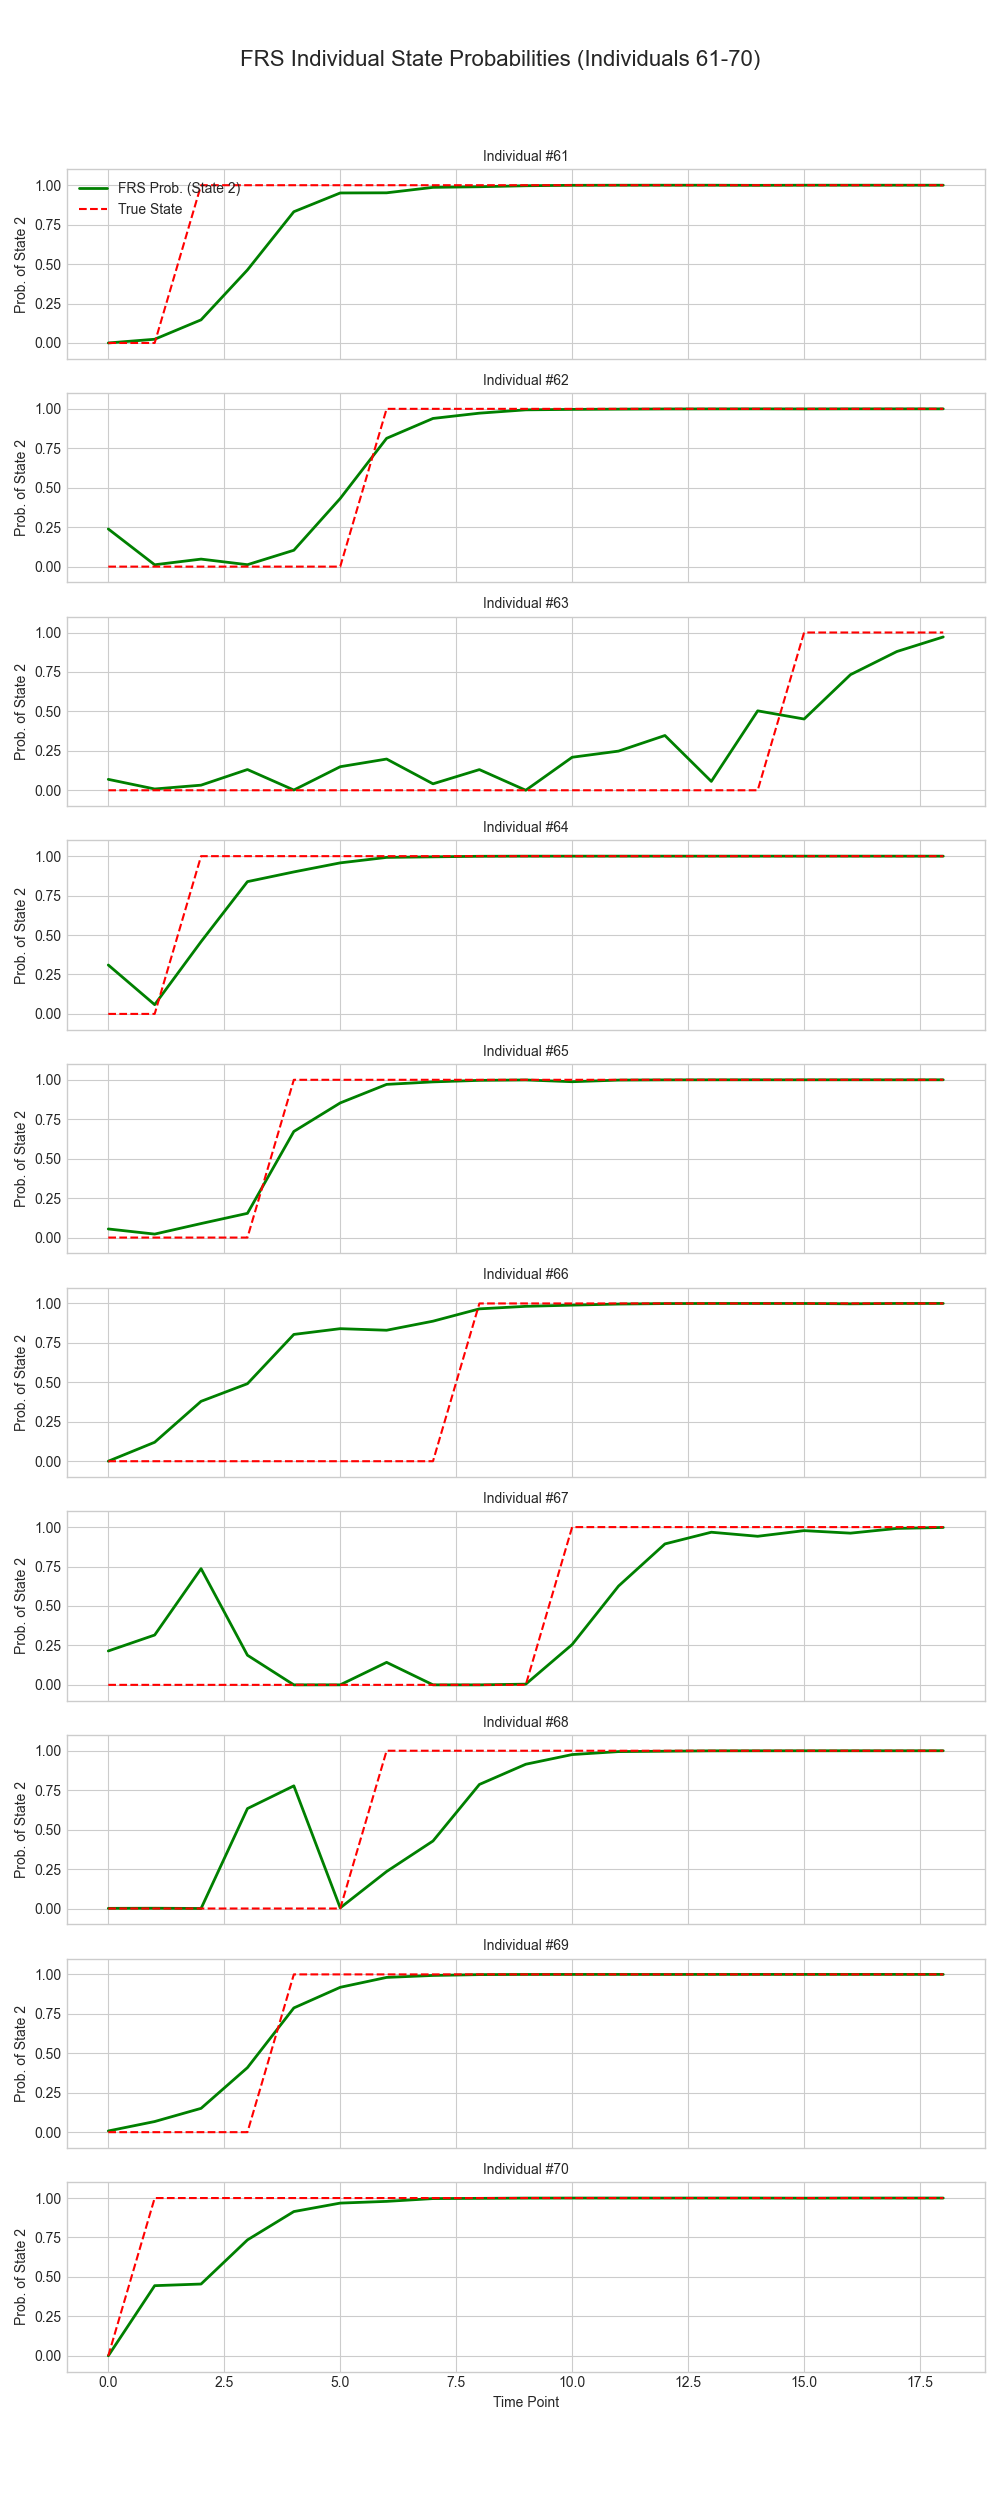 FRS Individual State Probabilities (Individuals 61-70)
Individual #61
FRS Prob. (State 2)
True State
1.00
0.75
0.50
0.25
0.00
Prob. of State 2
Individual #62
1.00
0.75
0.50
0.25
0.00
Prob. of State 2
Individual #63
1.00
0.75
0.50
0.25
0.00
Prob. of State 2
Individual #64
1.00
0.75
0.50
0.25
0.00
Prob. of State 2
Individual #65
1.00
0.75
0.50
0.25
0.00
Prob. of State 2
Individual #66
1.00
0.75
0.50
0.25
0.00
Prob. of State 2
Individual #67
1.00
0.75
0.50
0.25
0.00
Prob. of State 2
Individual #68
1.00
0.75
0.50
0.25
0.00
Prob. of State 2
Individual #69
1.00
0.75
0.50
0.25
0.00
Prob. of State 2
Individual #70
1.00
0.75
0.50
0.25
0.00
Prob. of State 2
0.0 2.5 5.0 7.5 10.0 12.5 15.0 17.5
Time Point